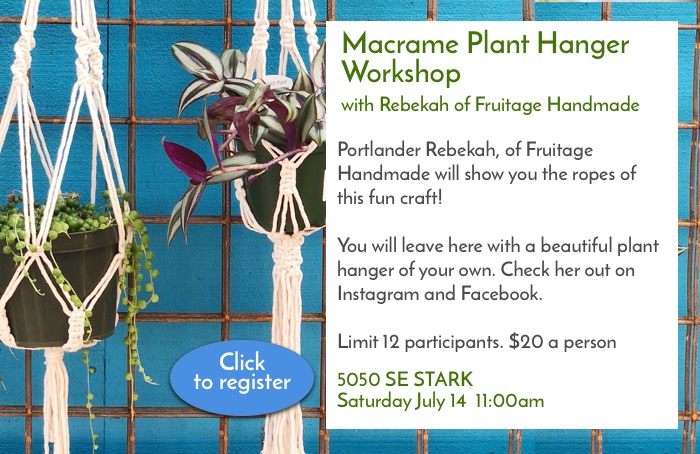 Macrame Plant Hanger
Workshop
with Rebekah of Fruitage Handmade
Portlander Rebekah, of Fruitage
Handmade will show you the ropes of
this fun craft!
You will leave here with a beautiful plant
hanger of your own. Check her out on
Instagram and Facebook.
Limit 12 participants. $20 a person
5050 SE STARK
Saturday July 14 11:00am
Click
to register